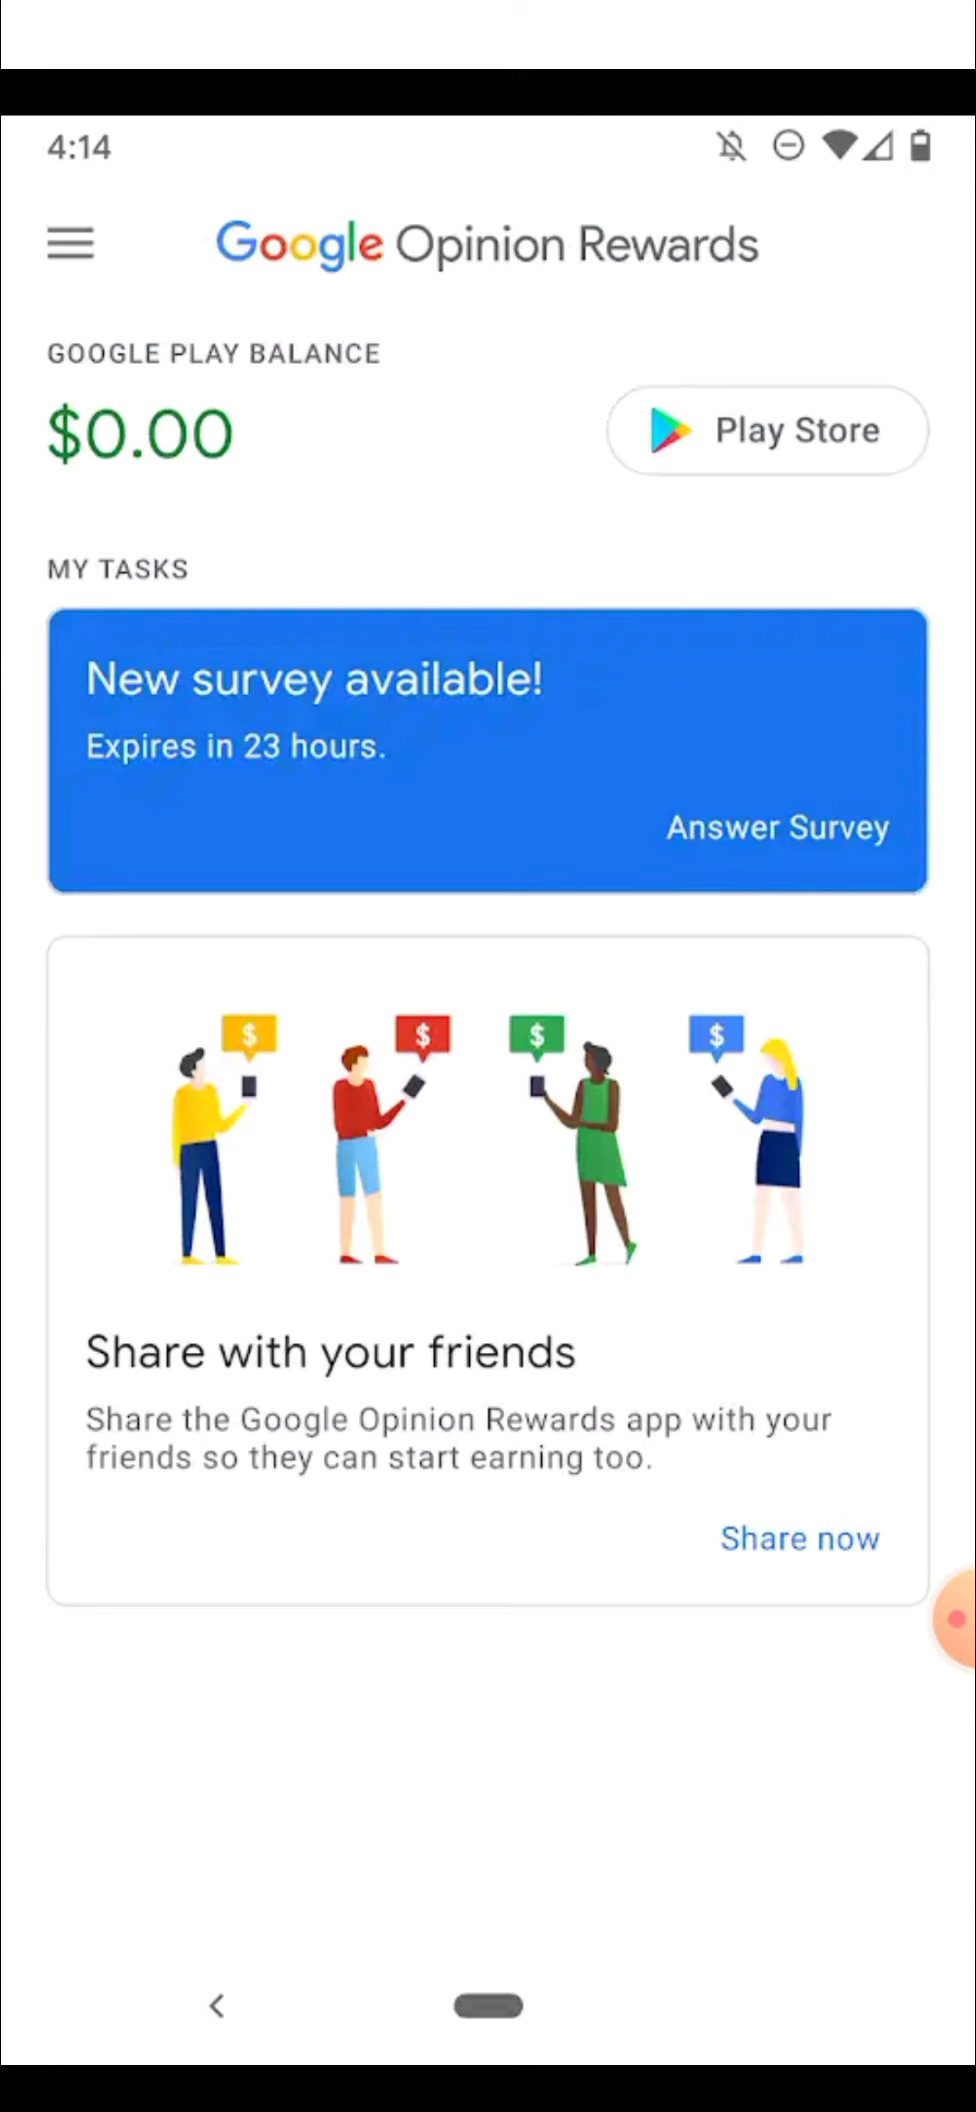 4:14
Google Opinion Rewards
GOOGLE PLAY BALANCE
$0.00
Play Store
MY TASKS
New survey available!
Expires in 23 hours.
Answer Survey
$ $ $ $
Share with your friends
Share the Google Opinion Rewards app with your
friends so they can start earning too.
Share now